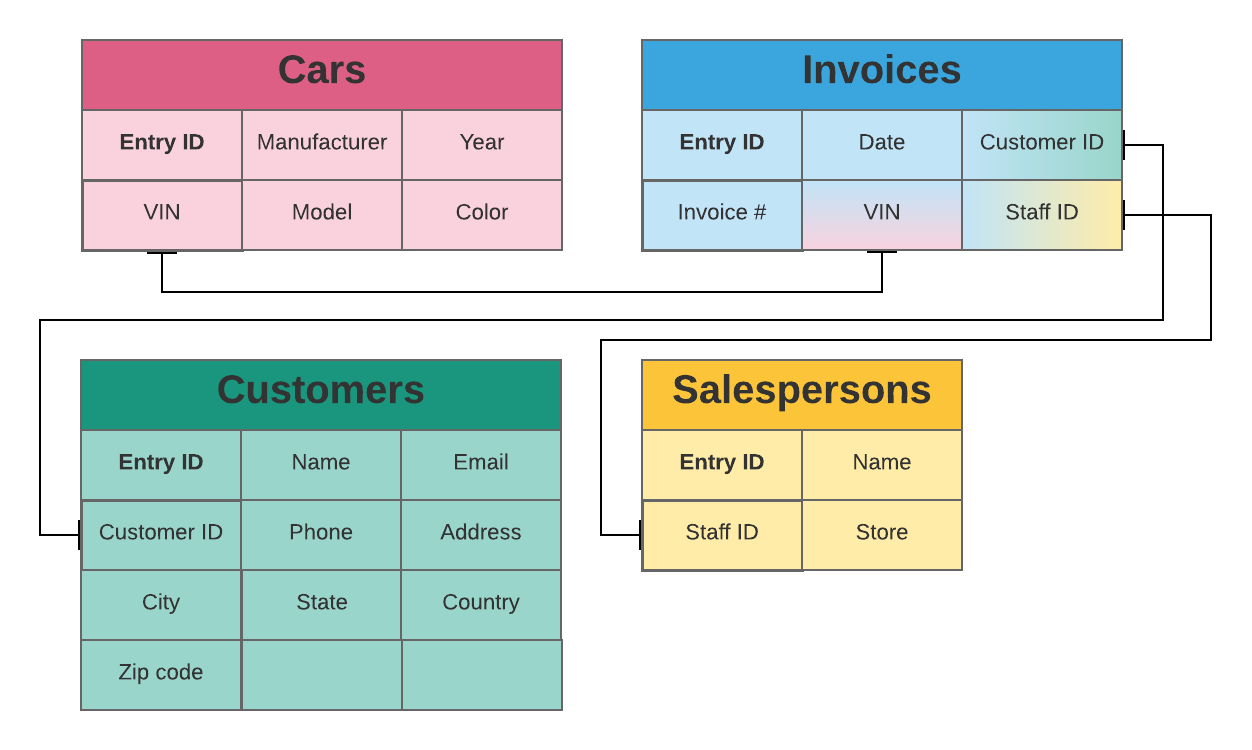 Cars
Entry ID Manufacturer Year
VIN Model Color
Invoices
Entry ID Date Customer ID
Invoice # VIN Staff ID
Customers
Entry ID Name Email
Customer ID Phone Address
City State Country
Zip code
Salespersons
Entry ID Name
Staff ID Store